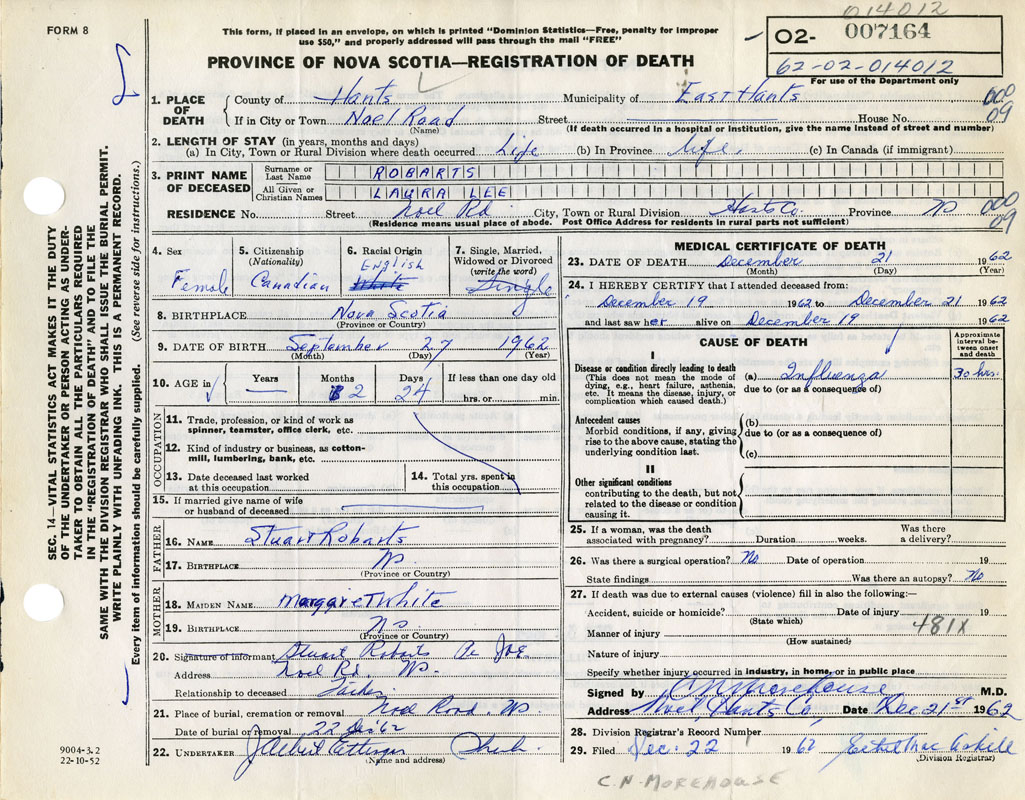 014012
FORM 8
This form, if placed in an envelope, on which is printed "Dominion Statistics—Free, penalty for improper
use $50," and properly addressed will pass through the mail "FREE"
PROVINCE OF NOVA SCOTIA—REGISTRATION OF DEATH
02- 007164
62-02-014012
For use of the Department only
1. PLACE OF DEATH
County of Hants Municipality of East Hants 000
If in City or Town Noel Road Street House No. 09
(Name) (If death occurred in a hospital or institution, give the name instead of street and number)
2. LENGTH OF STAY (in years, months and days)
(a) In City, Town or Rural Division where death occurred Life (b) In Province Life. (c) In Canada (if immigrant)
3. PRINT NAME OF DECEASED
Surname or Last Name ROBARTS
All Given or Christian Names LAURA LEE
RESIDENCE No. Street Noel Rd City, Town or Rural Division Hants Co. Province NS 000
(Residence means usual place of abode. Post Office Address for residents in rural parts not sufficient) 09
4. Sex
Female
5. Citizenship
(Nationality)
Canadian
6. Racial Origin
English
White
7. Single, Married,
Widowed or Divorced
(write the word)
Single
8. BIRTHPLACE Nova Scotia
(Province or Country)
9. DATE OF BIRTH September 27 1962
(Month) (Day) (Year)
10. AGE in
Years Months Days If less than one day old
2 24 hrs. or min.
OCCUPATION
11. Trade, profession, or kind of work as
spinner, teamster, office clerk, etc.
12. Kind of industry or business, as cotton-
mill, lumbering, bank, etc.
13. Date deceased last worked
at this occupation
14. Total yrs. spent in
this occupation
15. If married give name of wife
or husband of deceased
FATHER
16. NAME Stuart Robarts
17. BIRTHPLACE NS
(Province or Country)
MOTHER
18. MAIDEN NAME Margaret White
19. BIRTHPLACE NS
(Province or Country)
20. Signature of informant Stuart Robarts
Address Noel Rd. NS.
Relationship to deceased Father
21. Place of burial, cremation or removal Noel Road. NS
Date of burial or removal 22 Dec 62
22. UNDERTAKER J Albert Ettinger
(Name and address)
MEDICAL CERTIFICATE OF DEATH
23. DATE OF DEATH December 21 1962
(Month) (Day) (Year)
24. I HEREBY CERTIFY that I attended deceased from:
December 19 1962 to December 21 1962
and last saw her alive on December 19 1962
CAUSE OF DEATH
Approximate
interval be-
tween onset
and death
I
Disease or condition directly leading to death
(This does not mean the mode of
dying, e.g., heart failure, asthenia,
etc. It means the disease, injury, or
complication which caused death.)
(a) Influenza 30 hrs.
due to (or as a consequence of)
Antecedent causes
Morbid conditions, if any, giving
rise to the above cause, stating the
underlying condition last.
(b)
due to (or as a consequence of)
(c)
II
Other significant conditions
contributing to the death, but not
related to the disease or condition
causing it.
25. If a woman, was the death
associated with pregnancy? Duration weeks. Was there
a delivery?
26. Was there a surgical operation? No Date of operation 19
State findings Was there an autopsy? No
27. If death was due to external causes (violence) fill in also the following:—
Accident, suicide or homicide? Date of injury 19
(State which) 481X
Manner of injury
(How sustained)
Nature of injury
Specify whether injury occurred in industry, in home, or in public place
Signed by C N Morehouse M.D.
Address Noel, Hants Co, Date Dec 21st 1962
28. Division Registrar's Record Number
29. Filed Dec. 22 1962
(Division Registrar)
C. N. MOREHOUSE
9004-3.2
22-10-52
SEC. 14—VITAL STATISTICS ACT MAKES IT THE DUTY
OF THE UNDERTAKER OR PERSON ACTING AS UNDER-
TAKER TO OBTAIN ALL THE PARTICULARS REQUIRED
IN THE "REGISTRATION OF DEATH" AND TO FILE THE
SAME WITH THE DIVISION REGISTRAR WHO SHALL ISSUE THE BURIAL PERMIT.
WRITE PLAINLY WITH UNFADING INK. THIS IS A PERMANENT RECORD.
Every item of information should be carefully supplied. (See reverse side for instructions.)